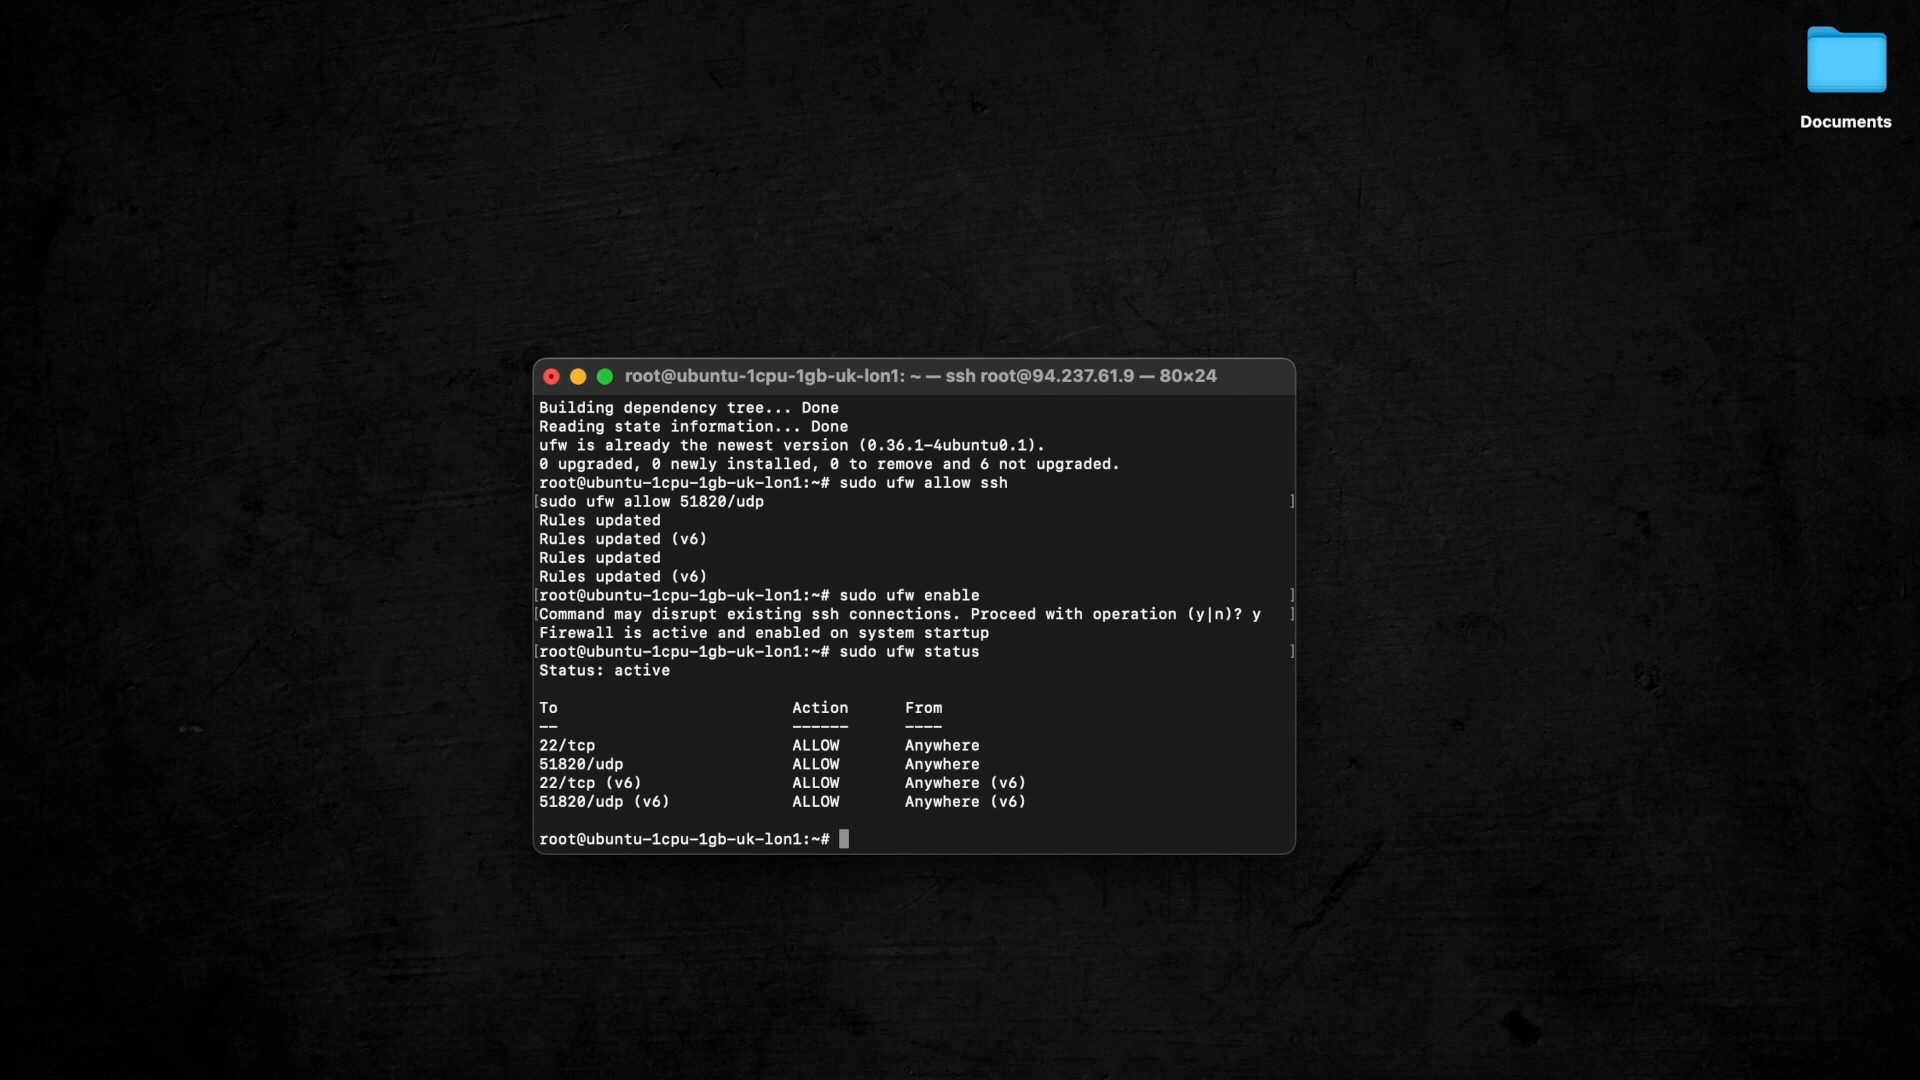 Documents
root@ubuntu-1cpu-1gb-uk-lon1: ~ — ssh root@94.237.61.9 — 80×24
Building dependency tree... Done
Reading state information... Done
ufw is already the newest version (0.36.1-4ubuntu0.1).
0 upgraded, 0 newly installed, 0 to remove and 6 not upgraded.
root@ubuntu-1cpu-1gb-uk-lon1:~# sudo ufw allow ssh
[sudo ufw allow 51820/udp ]
Rules updated
Rules updated (v6)
Rules updated
Rules updated (v6)
[root@ubuntu-1cpu-1gb-uk-lon1:~# sudo ufw enable ]
[Command may disrupt existing ssh connections. Proceed with operation (y|n)? y ]
Firewall is active and enabled on system startup
[root@ubuntu-1cpu-1gb-uk-lon1:~# sudo ufw status ]
Status: active
To Action From
-- ------ ----
22/tcp ALLOW Anywhere
51820/udp ALLOW Anywhere
22/tcp (v6) ALLOW Anywhere (v6)
51820/udp (v6) ALLOW Anywhere (v6)
root@ubuntu-1cpu-1gb-uk-lon1:~#